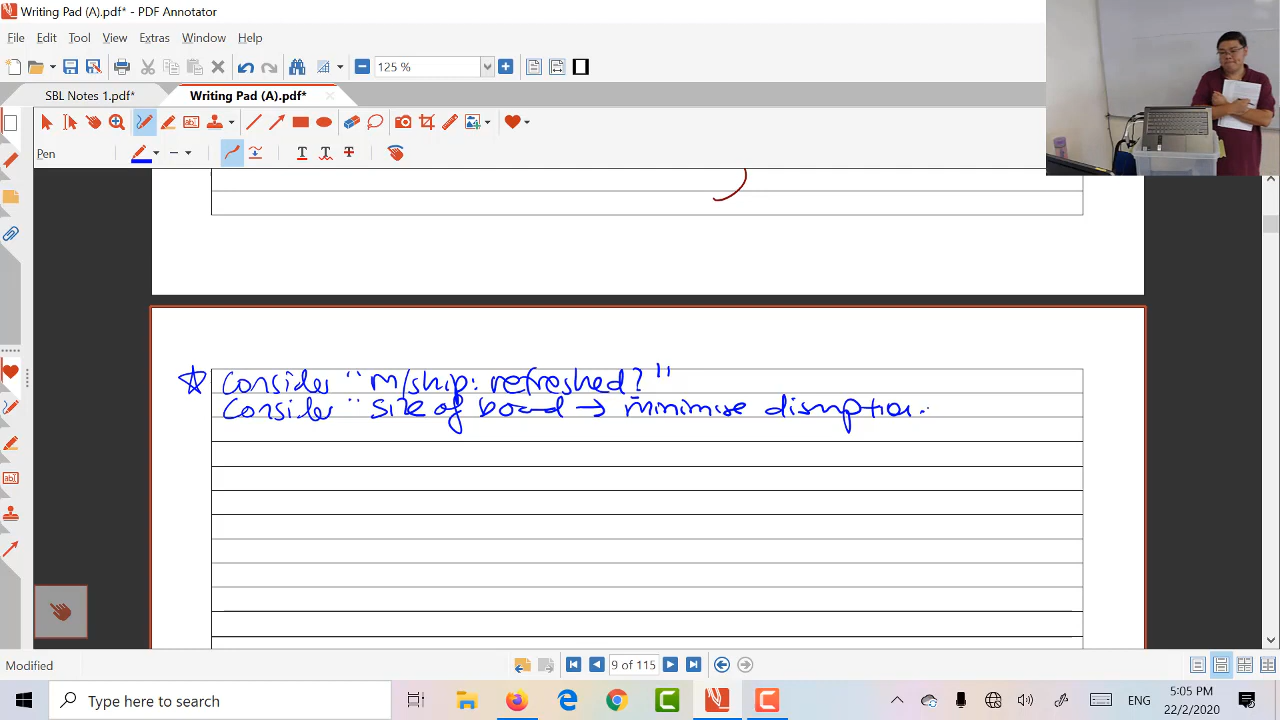 Writing Pad (A).pdf* - PDF Annotator
File Edit Tool View Extras Window Help
125 %
SBL Notes 1.pdf* Writing Pad (A).pdf*
Pen
☆ Consider "m/ship: refreshed?"
Consider "Size of board → minimise disruption.
Modified
9 of 115
Type here to search
ENG
5:05 PM
22/2/2020